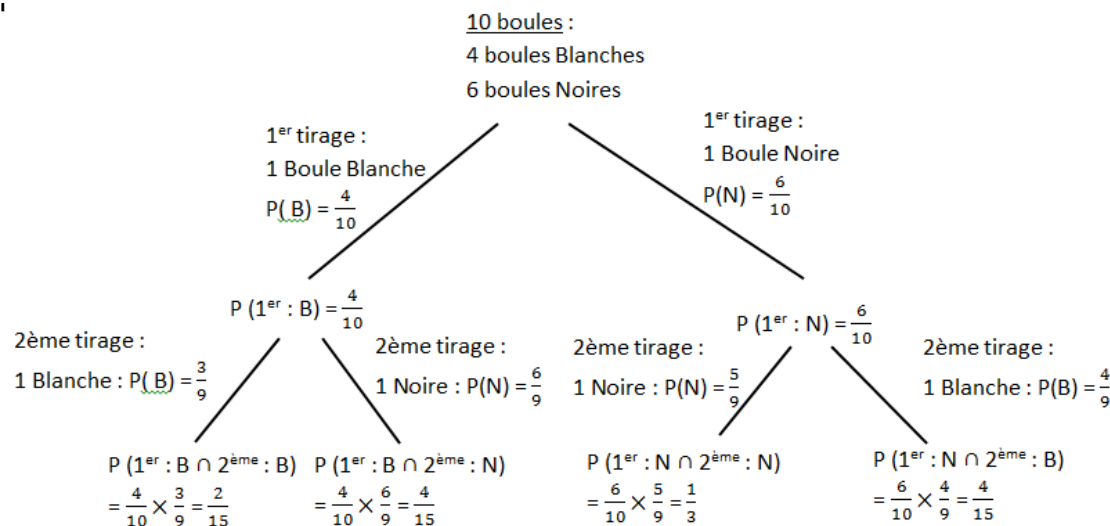 10 boules :
4 boules Blanches
6 boules Noires
1er tirage :
1 Boule Blanche
P( B) = 4/10
1er tirage :
1 Boule Noire
P(N) = 6/10
P (1er : B) = 4/10
P (1er : N) = 6/10
2ème tirage :
1 Blanche : P( B) = 3/9
2ème tirage :
1 Noire : P(N) = 6/9
2ème tirage :
1 Noire : P(N) = 5/9
2ème tirage :
1 Blanche : P(B) = 4/9
P (1er : B ∩ 2ème : B)
= 4/10 × 3/9 = 2/15
P (1er : B ∩ 2ème : N)
= 4/10 × 6/9 = 4/15
P (1er : N ∩ 2ème : N)
= 6/10 × 5/9 = 1/3
P (1er : N ∩ 2ème : B)
= 6/10 × 4/9 = 4/15